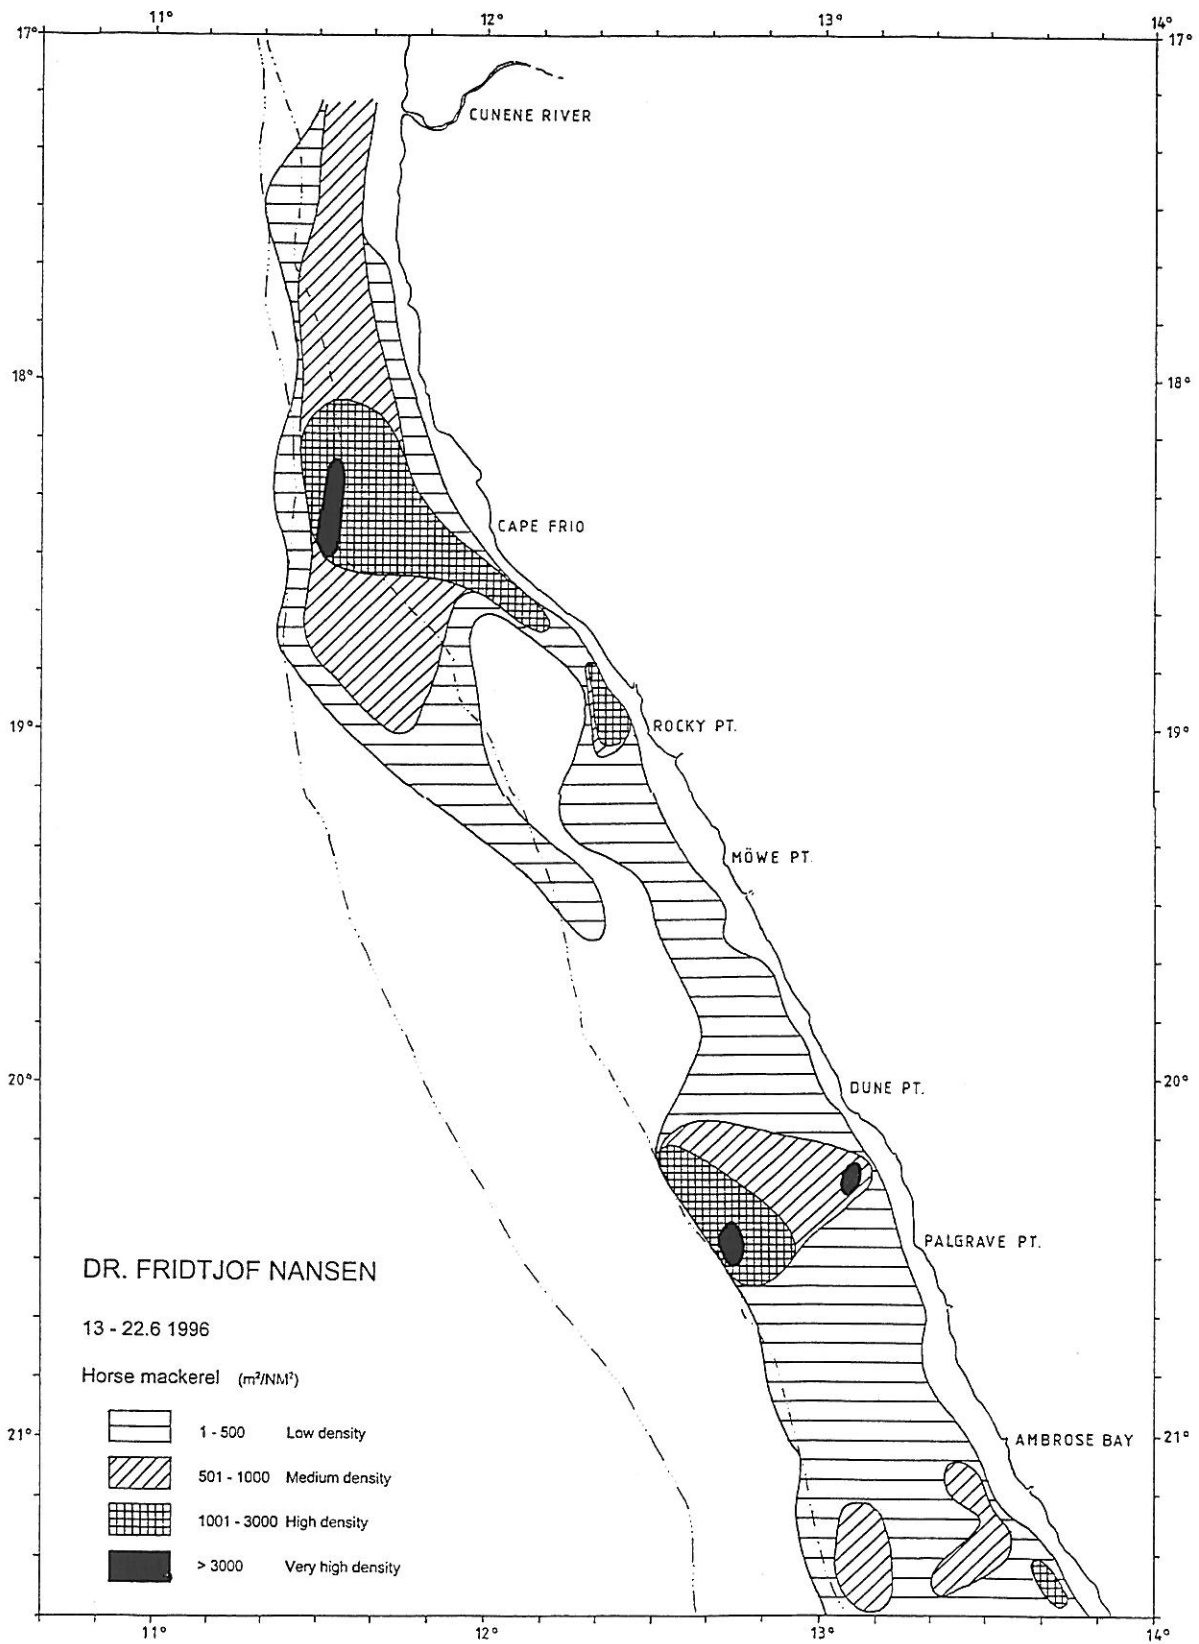 11° 12° 13° 14°
17° 17°
CUNENE RIVER
18° 18°
CAPE FRIO
19° ROCKY PT. 19°
MÖWE PT.
20° 20°
DUNE PT.
PALGRAVE PT.
DR. FRIDTJOF NANSEN
13 - 22.6 1996
Horse mackerel (m²/NM²)
1 - 500 Low density
21° AMBROSE BAY 21°
501 - 1000 Medium density
1001 - 3000 High density
> 3000 Very high density
11° 12° 13° 14°